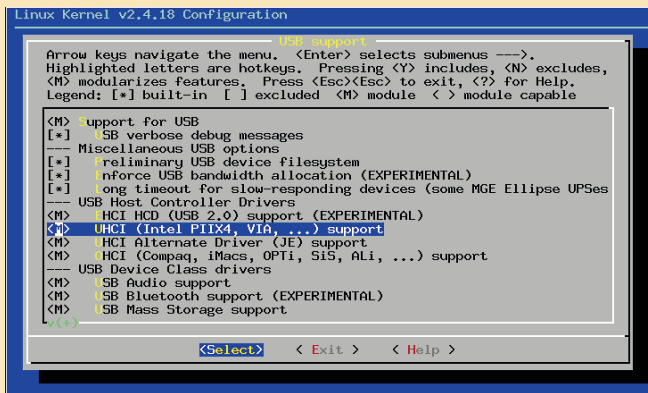 Linux Kernel v2.4.18 Configuration
USB support
Arrow keys navigate the menu. <Enter> selects submenus --->.
Highlighted letters are hotkeys. Pressing <Y> includes, <N> excludes,
<M> modularizes features. Press <Esc><Esc> to exit, <?> for Help.
Legend: [*] built-in [ ] excluded <M> module < > module capable
<M> Support for USB
[*] USB verbose debug messages
--- Miscellaneous USB options
[*] Preliminary USB device filesystem
[*] Enforce USB bandwidth allocation (EXPERIMENTAL)
[*] Long timeout for slow-responding devices (some MGE Ellipse UPSes
--- USB Host Controller Drivers
<M> EHCI HCD (USB 2.0) support (EXPERIMENTAL)
<M> UHCI (Intel PIIX4, VIA, ...) support
<M> UHCI Alternate Driver (JE) support
<M> OHCI (Compaq, iMacs, OPTi, SiS, ALi, ...) support
--- USB Device Class drivers
<M> USB Audio support
<M> USB Bluetooth support (EXPERIMENTAL)
<M> USB Mass Storage support
v(+)
<Select> < Exit > < Help >